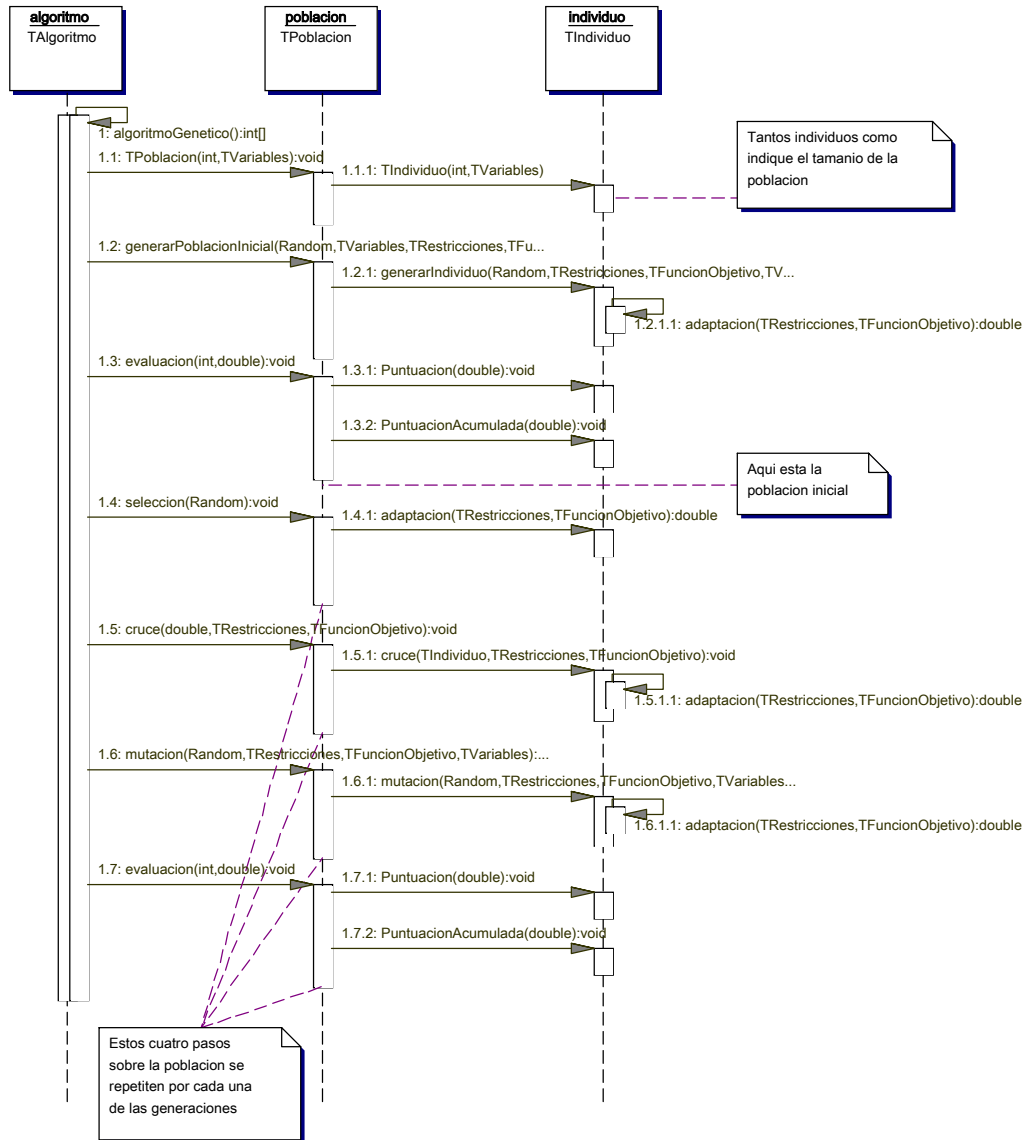 algoritmo
TAlgoritmo
poblacion
TPoblacion
individuo
TIndividuo
1: algoritmoGenetico():int[]
1.1: TPoblacion(int,TVariables):void
1.1.1: TIndividuo(int,TVariables)
Tantos individuos como
indique el tamanio de la
poblacion
1.2: generarPoblacionInicial(Random,TVariables,TRestricciones,TFu...
1.2.1: generarIndividuo(Random,TRestricciones,TFuncionObjetivo,TV...
1.2.1.1: adaptacion(TRestricciones,TFuncionObjetivo):double
1.3: evaluacion(int,double):void
1.3.1: Puntuacion(double):void
1.3.2: PuntuacionAcumulada(double):void
Aqui esta la
poblacion inicial
1.4: seleccion(Random):void
1.4.1: adaptacion(TRestricciones,TFuncionObjetivo):double
1.5: cruce(double,TRestricciones,TFuncionObjetivo):void
1.5.1: cruce(TIndividuo,TRestricciones,TFuncionObjetivo):void
1.5.1.1: adaptacion(TRestricciones,TFuncionObjetivo):double
1.6: mutacion(Random,TRestricciones,TFuncionObjetivo,TVariables):...
1.6.1: mutacion(Random,TRestricciones,TFuncionObjetivo,TVariables...
1.6.1.1: adaptacion(TRestricciones,TFuncionObjetivo):double
1.7: evaluacion(int,double):void
1.7.1: Puntuacion(double):void
1.7.2: PuntuacionAcumulada(double):void
Estos cuatro pasos
sobre la poblacion se
repetiten por cada una
de las generaciones